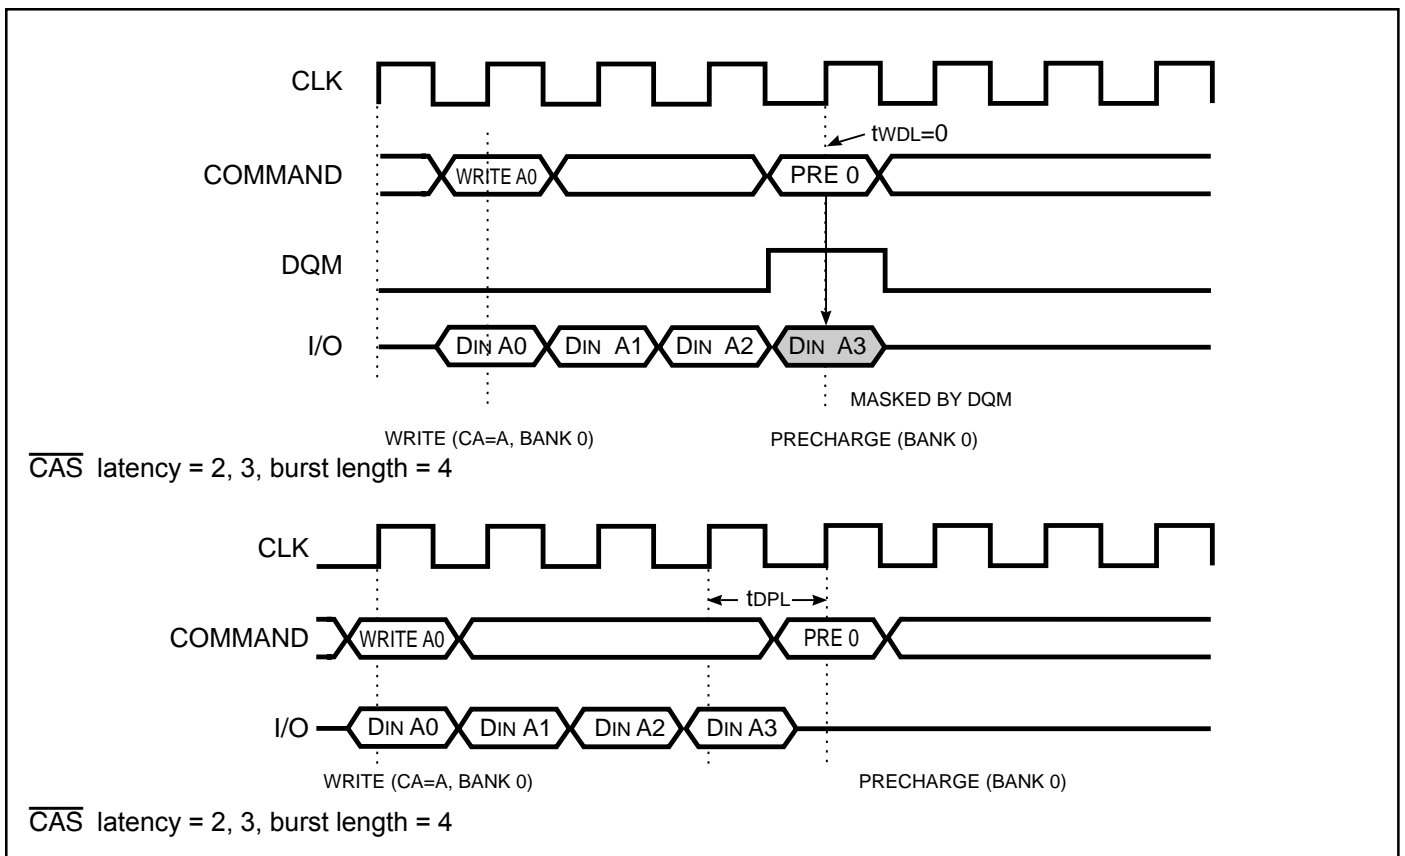 CLK
tWDL=0
COMMAND WRITE A0 PRE 0
DQM
I/O DIN A0 DIN A1 DIN A2 DIN A3
MASKED BY DQM
WRITE (CA=A, BANK 0) PRECHARGE (BANK 0)
CAS latency = 2, 3, burst length = 4
CLK
tDPL
COMMAND WRITE A0 PRE 0
I/O DIN A0 DIN A1 DIN A2 DIN A3
WRITE (CA=A, BANK 0) PRECHARGE (BANK 0)
CAS latency = 2, 3, burst length = 4